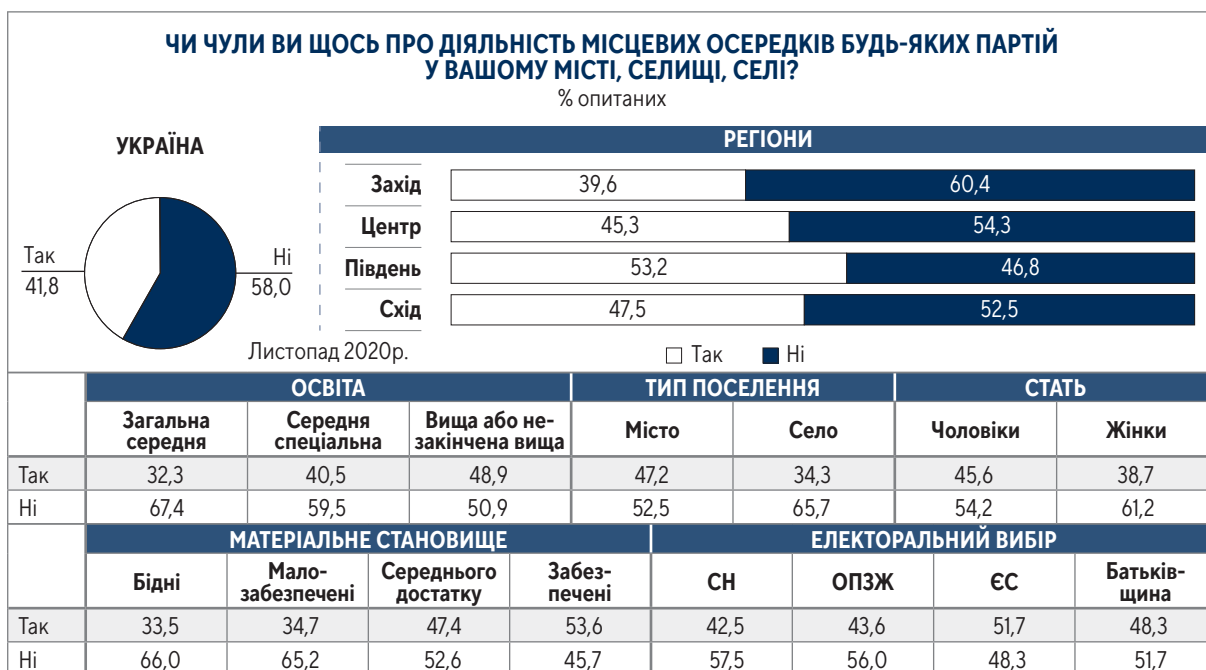 ЧИ ЧУЛИ ВИ ЩОСЬ ПРО ДІЯЛЬНІСТЬ МІСЦЕВИХ ОСЕРЕДКІВ БУДЬ-ЯКИХ ПАРТІЙ
У ВАШОМУ МІСТІ, СЕЛИЩІ, СЕЛІ?
% опитаних
УКРАЇНА
Так
41,8
Ні
58,0
РЕГІОНИ
Захід 39,6 60,4
Центр 45,3 54,3
Південь 53,2 46,8
Схід 47,5 52,5
Листопад 2020р.
Так Ні
ОСВІТА ТИП ПОСЕЛЕННЯ СТАТЬ
Загальна середня Середня спеціальна Вища або не-закінчена вища Місто Село Чоловіки Жінки
Так 32,3 40,5 48,9 47,2 34,3 45,6 38,7
Ні 67,4 59,5 50,9 52,5 65,7 54,2 61,2
МАТЕРІАЛЬНЕ СТАНОВИЩЕ ЕЛЕКТОРАЛЬНИЙ ВИБІР
Бідні Мало-забезпечені Середнього достатку Забез-печені СН ОПЗЖ ЄС Батьків-щина
Так 33,5 34,7 47,4 53,6 42,5 43,6 51,7 48,3
Ні 66,0 65,2 52,6 45,7 57,5 56,0 48,3 51,7